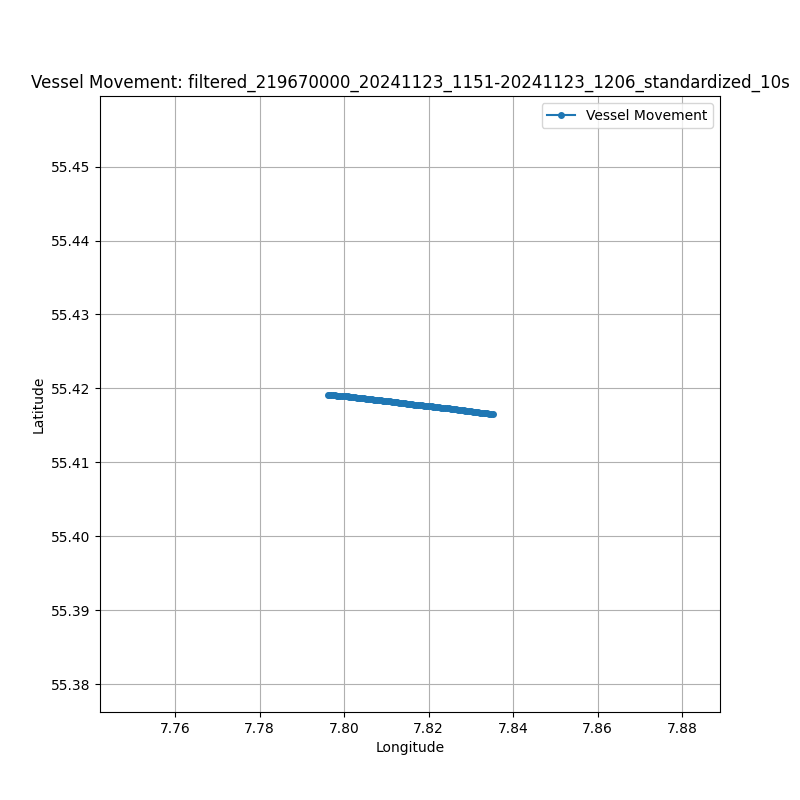 Vessel Movement: filtered_219670000_20241123_1151-20241123_1206_standardized_10s
Vessel Movement
55.45
55.44
55.43
55.42
55.41
55.40
55.39
55.38
Latitude
7.76 7.78 7.80 7.82 7.84 7.86 7.88
Longitude